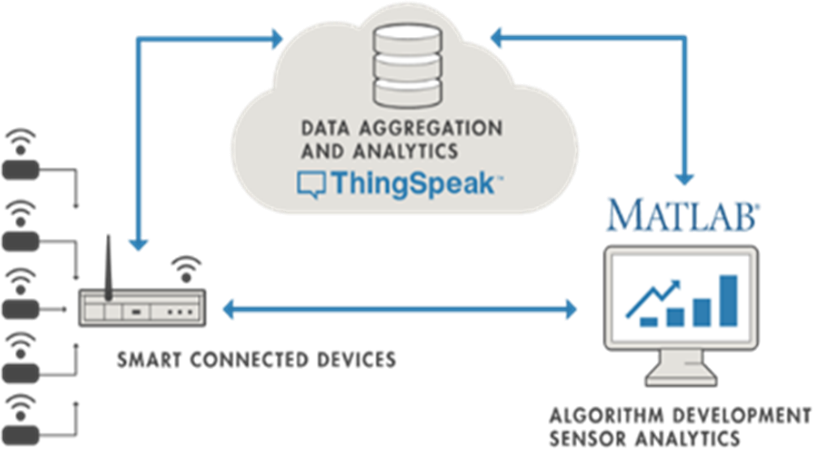 DATA AGGREGATION
AND ANALYTICS
ThingSpeak™
MATLAB®
SMART CONNECTED DEVICES
ALGORITHM DEVELOPMENT
SENSOR ANALYTICS